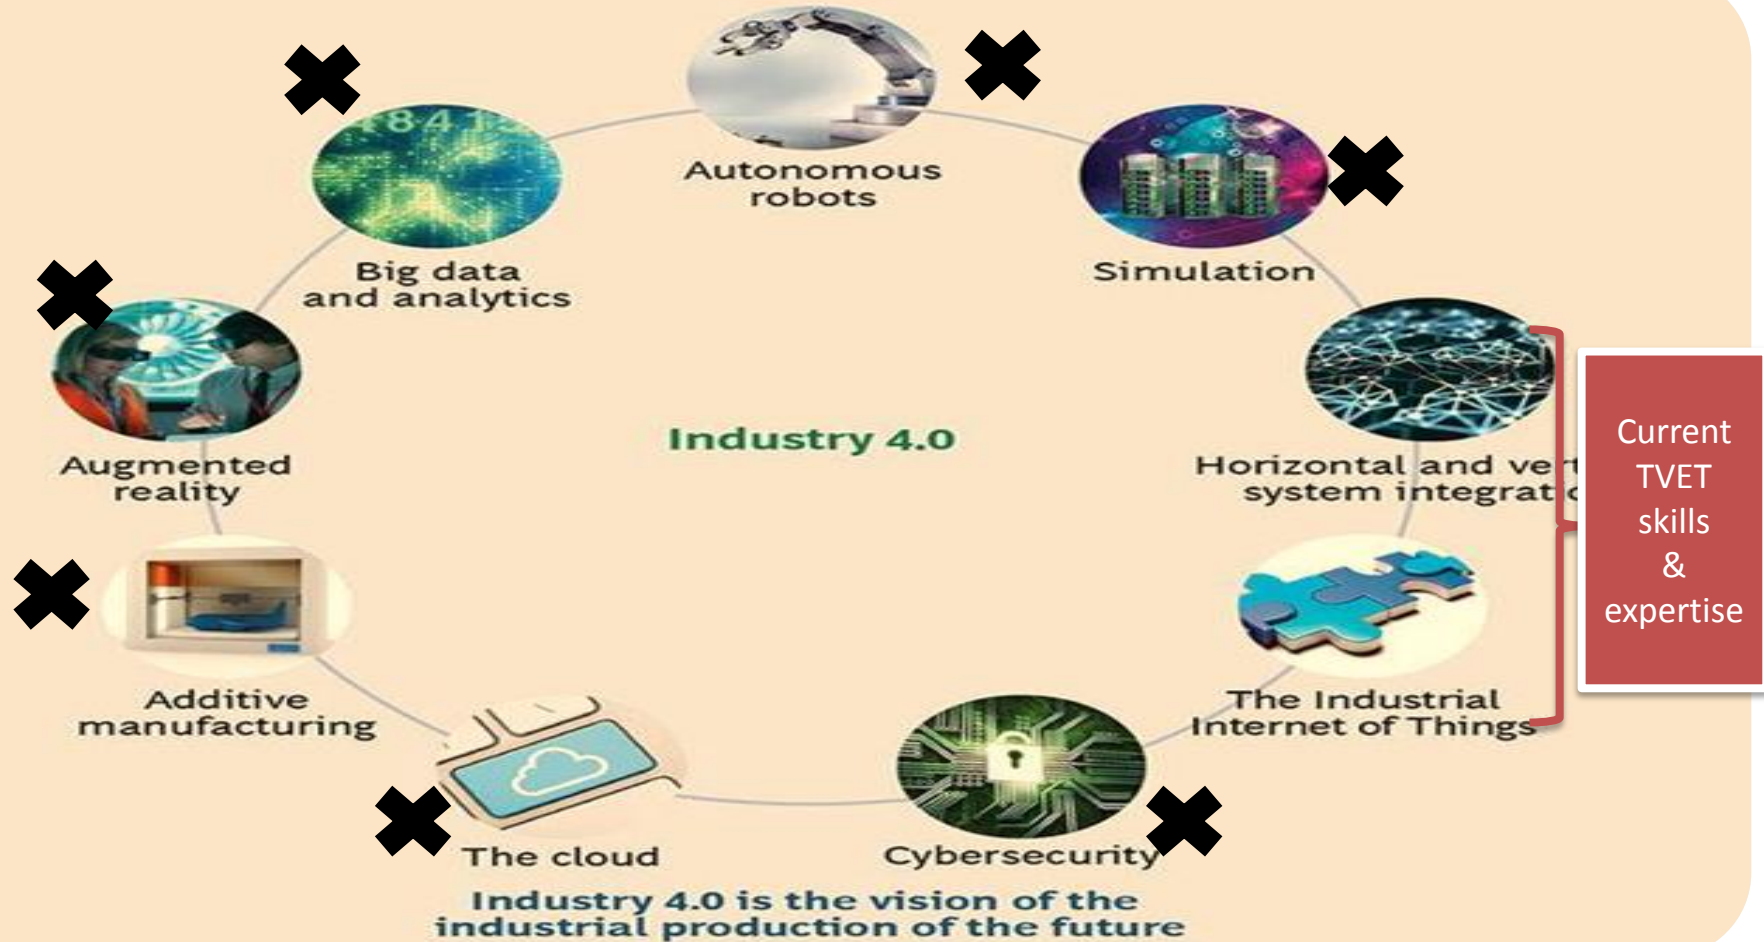 Autonomous
robots
Big data
and analytics
Simulation
Augmented
reality
Industry 4.0
Horizontal and vert
system integrati
Current
TVET
skills
&
expertise
Additive
manufacturing
The Industrial
Internet of Things
The cloud
Cybersecurity
Industry 4.0 is the vision of the
industrial production of the future